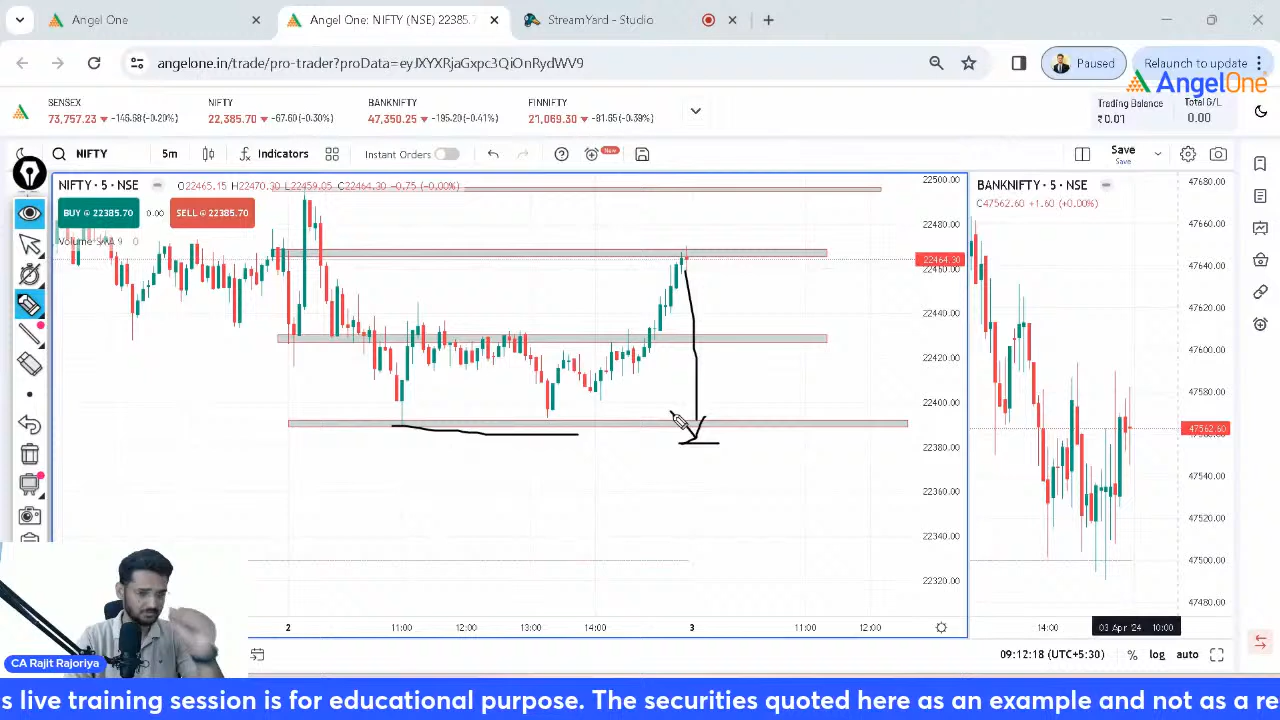 Angel One
Angel One: NIFTY (NSE) 22385.7
StreamYard - Studio
angelone.in/trade/pro-trader?proData=eyJXYXRjaGxpc3QiOnRydWV9
Paused
Relaunch to update
AngelOne
SENSEX
73,757.23 -146.68(-0.20%)
NIFTY
22,385.70 -67.60(-0.30%)
BANKNIFTY
47,350.25 -195.20(-0.41%)
FINNIFTY
21,069.30 -81.95(-0.39%)
Trading Balance
₹0.01
Total G/L
0.00
NIFTY
5m
Indicators
Instant Orders
New
Save
Save
NIFTY · 5 · NSE
O22465.15 H22470.30 L22459.05 C22464.30 -0.75 (-0.00%)
BUY @ 22385.70
0.00
SELL @ 22385.70
Volume SMA 9 0
BANKNIFTY · 5 · NSE
C47562.60 +1.60 (+0.00%)
22500.00
22480.00
22464.30
22460.00
22440.00
22420.00
22400.00
22380.00
22360.00
22340.00
22320.00
47680.00
47660.00
47640.00
47620.00
47600.00
47580.00
47562.60
47540.00
47520.00
47500.00
47480.00
2
11:00
12:00
13:00
14:00
3
11:00
12:00
14:00
03 Apr '24 10:00
09:12:18 (UTC+5:30)
%
log
auto
CA Rajit Rajoriya
s live training session is for educational purpose. The securities quoted here as an example and not as a re